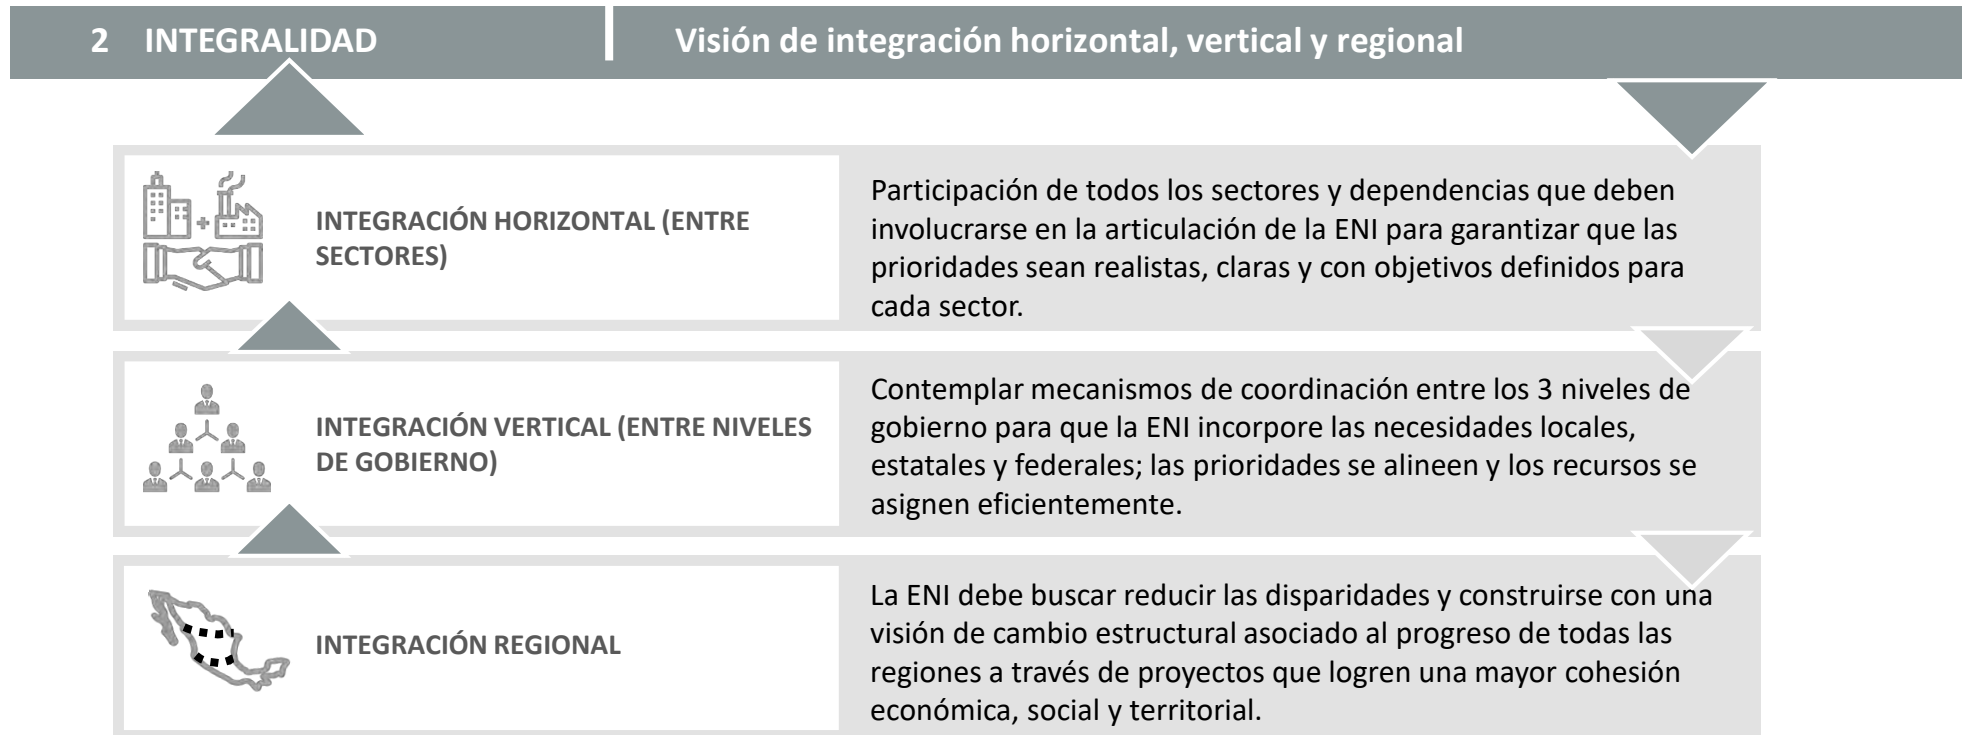 2 INTEGRALIDAD
Visión de integración horizontal, vertical y regional
INTEGRACIÓN HORIZONTAL (ENTRE
SECTORES)
Participación de todos los sectores y dependencias que deben
involucrarse en la articulación de la ENI para garantizar que las
prioridades sean realistas, claras y con objetivos definidos para
cada sector.
INTEGRACIÓN VERTICAL (ENTRE NIVELES
DE GOBIERNO)
Contemplar mecanismos de coordinación entre los 3 niveles de
gobierno para que la ENI incorpore las necesidades locales,
estatales y federales; las prioridades se alineen y los recursos se
asignen eficientemente.
INTEGRACIÓN REGIONAL
La ENI debe buscar reducir las disparidades y construirse con una
visión de cambio estructural asociado al progreso de todas las
regiones a través de proyectos que logren una mayor cohesión
económica, social y territorial.